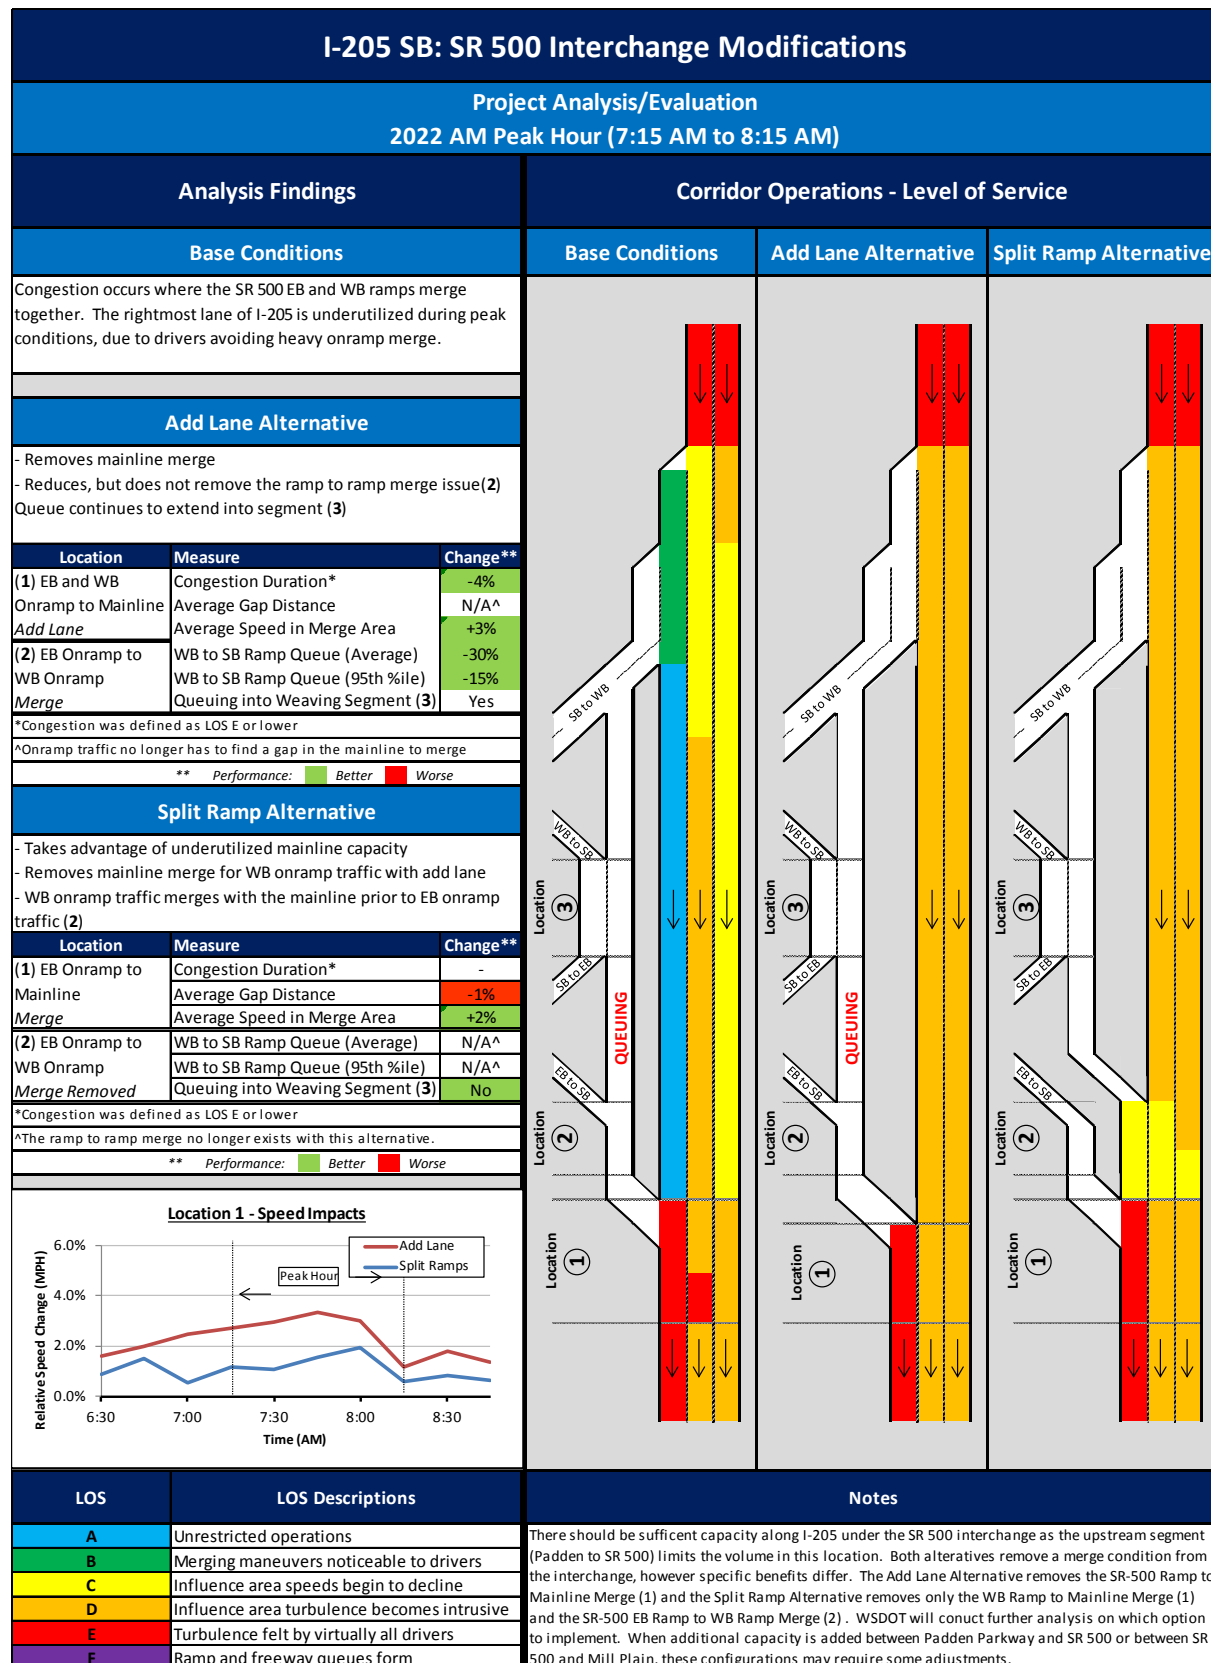 I-205 SB: SR 500 Interchange Modifications
Project Analysis/Evaluation
2022 AM Peak Hour (7:15 AM to 8:15 AM)
Analysis Findings
Base Conditions
Congestion occurs where the SR 500 EB and WB ramps merge
together. The rightmost lane of I-205 is underutilized during peak
conditions, due to drivers avoiding heavy onramp merge.
Add Lane Alternative
- Removes mainline merge
- Reduces, but does not remove the ramp to ramp merge issue(2)
Queue continues to extend into segment (3)
Location Measure Change**
(1) EB and WB Congestion Duration* -4%
Onramp to Mainline Average Gap Distance N/A^
Add Lane Average Speed in Merge Area +3%
(2) EB Onramp to WB to SB Ramp Queue (Average) -30%
WB Onramp WB to SB Ramp Queue (95th %ile) -15%
Merge Queuing into Weaving Segment (3) Yes
*Congestion was defined as LOS E or lower
^Onramp traffic no longer has to find a gap in the mainline to merge
** Performance: Better Worse
Split Ramp Alternative
- Takes advantage of underutilized mainline capacity
- Removes mainline merge for WB onramp traffic with add lane
- WB onramp traffic merges with the mainline prior to EB onramp
traffic (2)
Location Measure Change**
(1) EB Onramp to Congestion Duration* -
Mainline Average Gap Distance -1%
Merge Average Speed in Merge Area +2%
(2) EB Onramp to WB to SB Ramp Queue (Average) N/A^
WB Onramp WB to SB Ramp Queue (95th %ile) N/A^
Merge Removed Queuing into Weaving Segment (3) No
*Congestion was defined as LOS E or lower
^The ramp to ramp merge no longer exists with this alternative.
** Performance: Better Worse
Location 1 - Speed Impacts
Relative Speed Change (MPH)
6.0%
4.0%
2.0%
0.0%
Add Lane
Split Ramps
Peak Hour
6:30 7:00 7:30 8:00 8:30
Time (AM)
Corridor Operations - Level of Service
Base Conditions
SB to WB
WB to SB
Location 3
SB to EB
QUEUING
EB to SB
Location 2
Location 1
Add Lane Alternative
SB to WB
WB to SB
Location 3
SB to EB
QUEUING
EB to SB
Location 2
Location 1
Split Ramp Alternative
SB to WB
WB to SB
Location 3
SB to EB
EB to SB
Location 2
Location 1
LOS LOS Descriptions
A Unrestricted operations
B Merging maneuvers noticeable to drivers
C Influence area speeds begin to decline
D Influence area turbulence becomes intrusive
E Turbulence felt by virtually all drivers
F Ramp and freeway queues form
Notes
There should be sufficent capacity along I-205 under the SR 500 interchange as the upstream segment
(Padden to SR 500) limits the volume in this location. Both alteratives remove a merge condition from
the interchange, however specific benefits differ. The Add Lane Alternative removes the SR-500 Ramp to
Mainline Merge (1) and the Split Ramp Alternative removes only the WB Ramp to Mainline Merge (1)
and the SR-500 EB Ramp to WB Ramp Merge (2) . WSDOT will conuct further analysis on which option
to implement. When additional capacity is added between Padden Parkway and SR 500 or between SR
500 and Mill Plain, these configurations may require some adjustments.